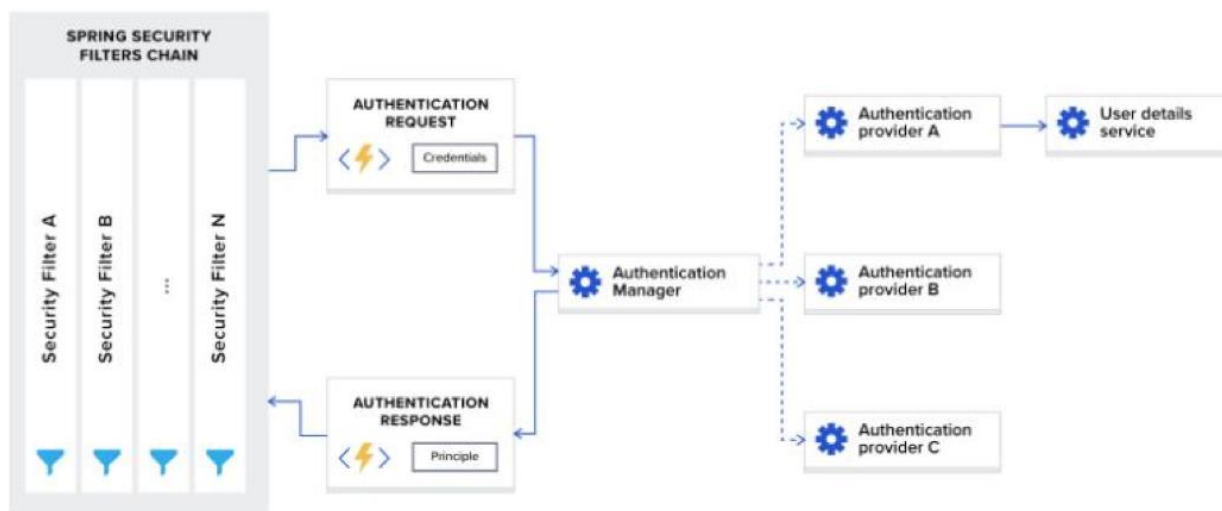 SPRING SECURITY
FILTERS CHAIN
Security Filter A
Security Filter B
...
Security Filter N
AUTHENTICATION
REQUEST
Credentials
Authentication
Manager
AUTHENTICATION
RESPONSE
Principle
Authentication
provider A
User details
service
Authentication
provider B
Authentication
provider C